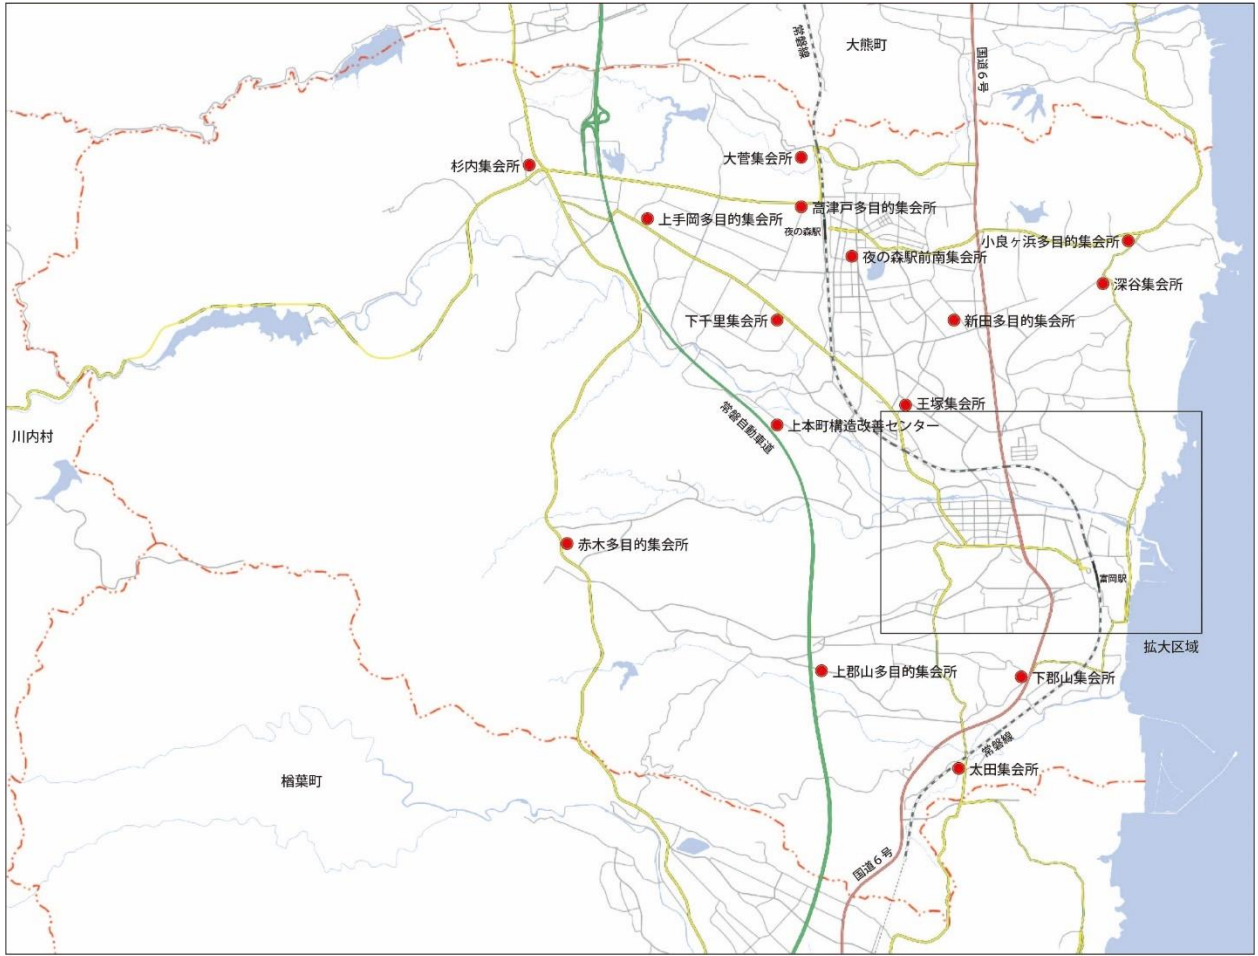 常磐線
大熊町
国道6号
大菅集会所
杉内集会所
高津戸多目的集会所
上手岡多目的集会所
夜の森駅
小良ヶ浜多目的集会所
夜の森駅前南集会所
深谷集会所
下千里集会所
新田多目的集会所
王塚集会所
常磐自動車道
上本町構造改善センター
川内村
赤木多目的集会所
富岡駅
拡大区域
上郡山多目的集会所
下郡山集会所
常磐線
太田集会所
楢葉町
国道6号